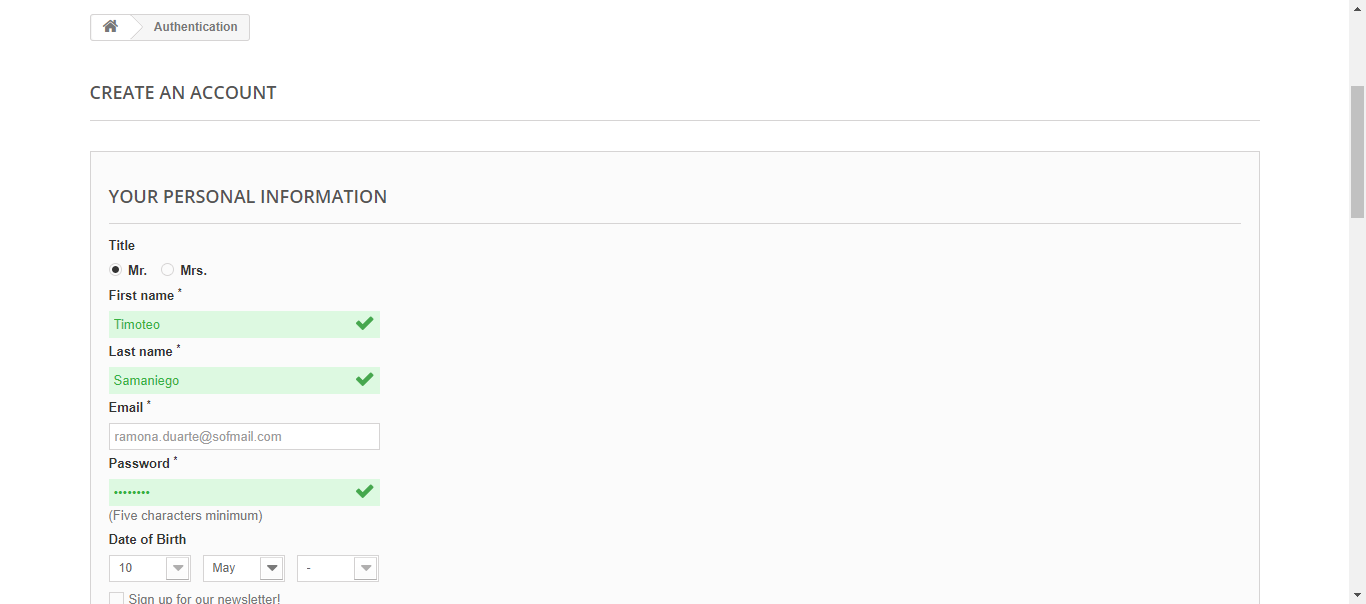 Authentication
CREATE AN ACCOUNT
YOUR PERSONAL INFORMATION
Title
Mr. Mrs.
First name *
Timoteo
Last name *
Samaniego
Email *
ramona.duarte@sofmail.com
Password *
••••••••
(Five characters minimum)
Date of Birth
10 May -
Sign up for our newsletter!